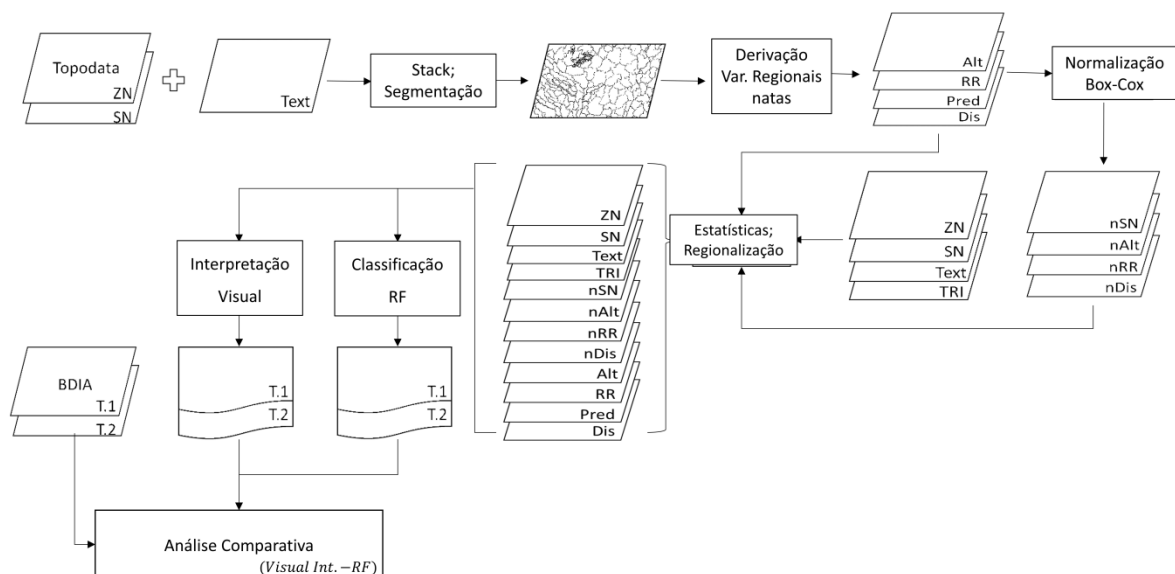 Topodata
ZN
SN
Text
Stack;
Segmentação
Derivação
Var. Regionais
natas
Alt
RR
Pred
Dis
Normalização
Box-Cox
nSN
nAlt
nRR
nDis
ZN
SN
Text
TRI
Estatísticas;
Regionalização
ZN
SN
Text
TRI
nSN
nAlt
nRR
nDis
Alt
RR
Pred
Dis
Interpretação
Visual
Classificação
RF
T.1
T.2
T.1
T.2
BDIA
T.1
T.2
Análise Comparativa
(Visual Int.-RF)